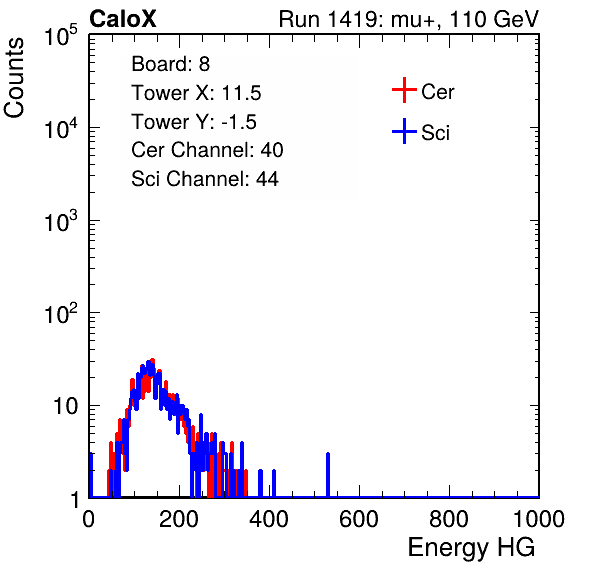 CaloX Run 1419: mu+, 110 GeV
Board: 8
Tower X: 11.5
Tower Y: -1.5
Cer Channel: 40
Sci Channel: 44
Cer
Sci
Counts
10^5
10^4
10^3
10^2
10
1
0 200 400 600 800 1000
Energy HG